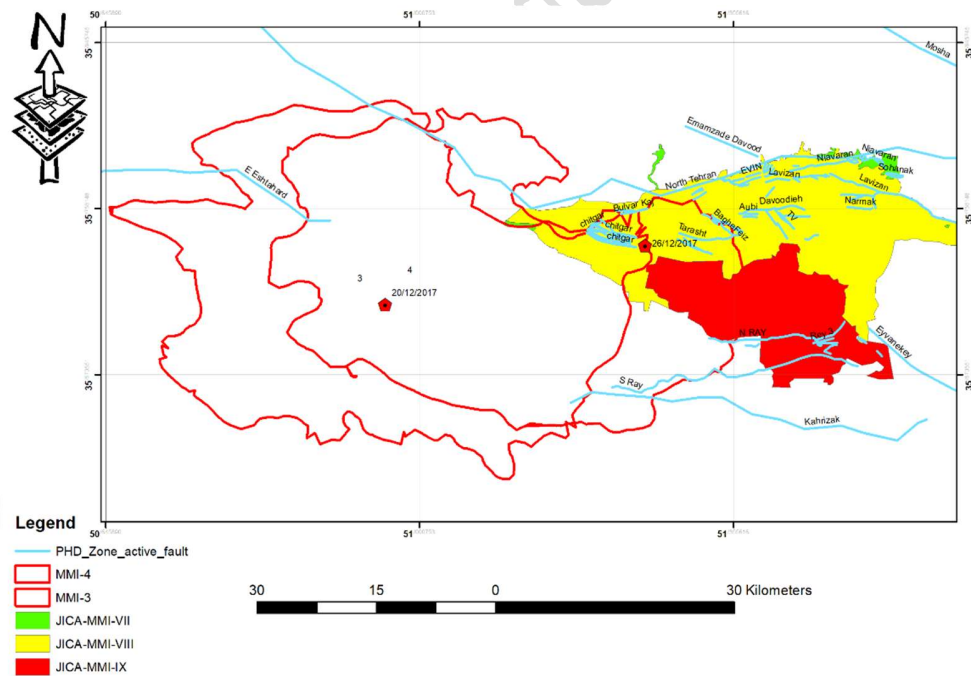 50
51
51
35
35
N
Mosha
Emamzade Davood
Niavaran
Niavaran
Sohanak
EVIN
Lavizan
Lavizan
North Tehran
E Eshtahard
Davoodieh
Narmak
Aubi
TV
Bulvar Kaj
BagheFeiz
chitgar
chitgar
chitgar
Tarasht
35
35
26/12/2017
3
4
20/12/2017
N RAY
Eyvanekey
35
35
S Ray
Kahrizak
50
51
51
Legend
PHD_Zone_active_fault
MMI-4
MMI-3
JICA-MMI-VII
JICA-MMI-VIII
JICA-MMI-IX
30
15
0
30 Kilometers